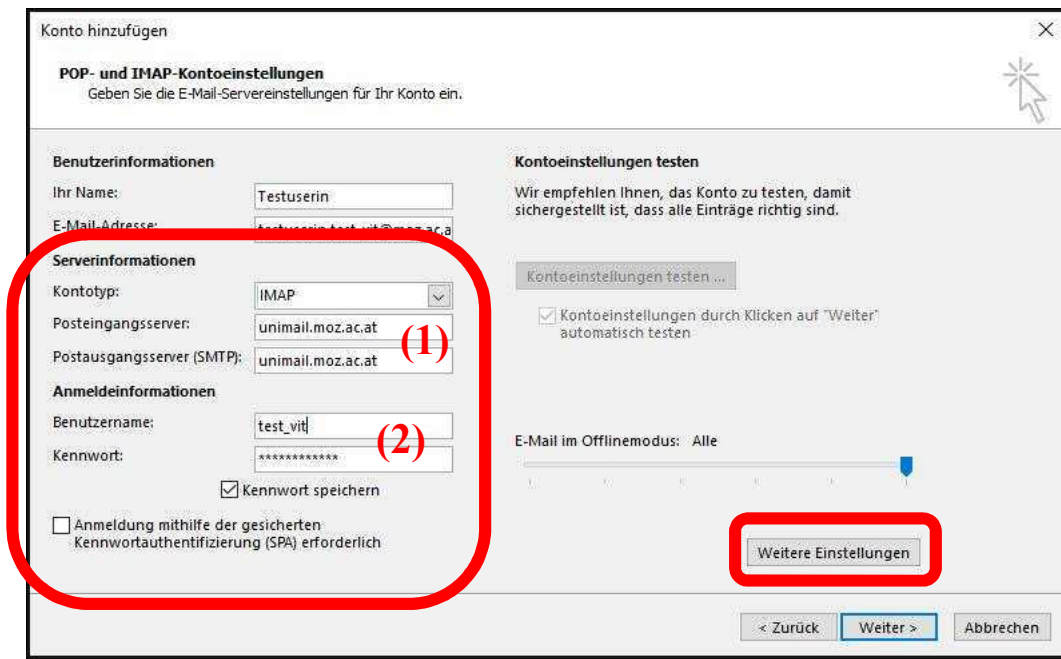 Konto hinzufügen
POP- und IMAP-Kontoeinstellungen
Geben Sie die E-Mail-Servereinstellungen für Ihr Konto ein.
Benutzerinformationen
Ihr Name:
Testuserin
E-Mail-Adresse:
testuserin.test_vit@moz.ac.a
Serverinformationen
Kontotyp:
IMAP
Posteingangsserver:
unimail.moz.ac.at
(1)
Postausgangsserver (SMTP):
unimail.moz.ac.at
Anmeldeinformationen
Benutzername:
test_vit
(2)
Kennwort:
************
Kennwort speichern
Anmeldung mithilfe der gesicherten
Kennwortauthentifizierung (SPA) erforderlich
Kontoeinstellungen testen
Wir empfehlen Ihnen, das Konto zu testen, damit
sichergestellt ist, dass alle Einträge richtig sind.
Kontoeinstellungen testen ...
Kontoeinstellungen durch Klicken auf "Weiter"
automatisch testen
E-Mail im Offlinemodus: Alle
Weitere Einstellungen
< Zurück
Weiter >
Abbrechen